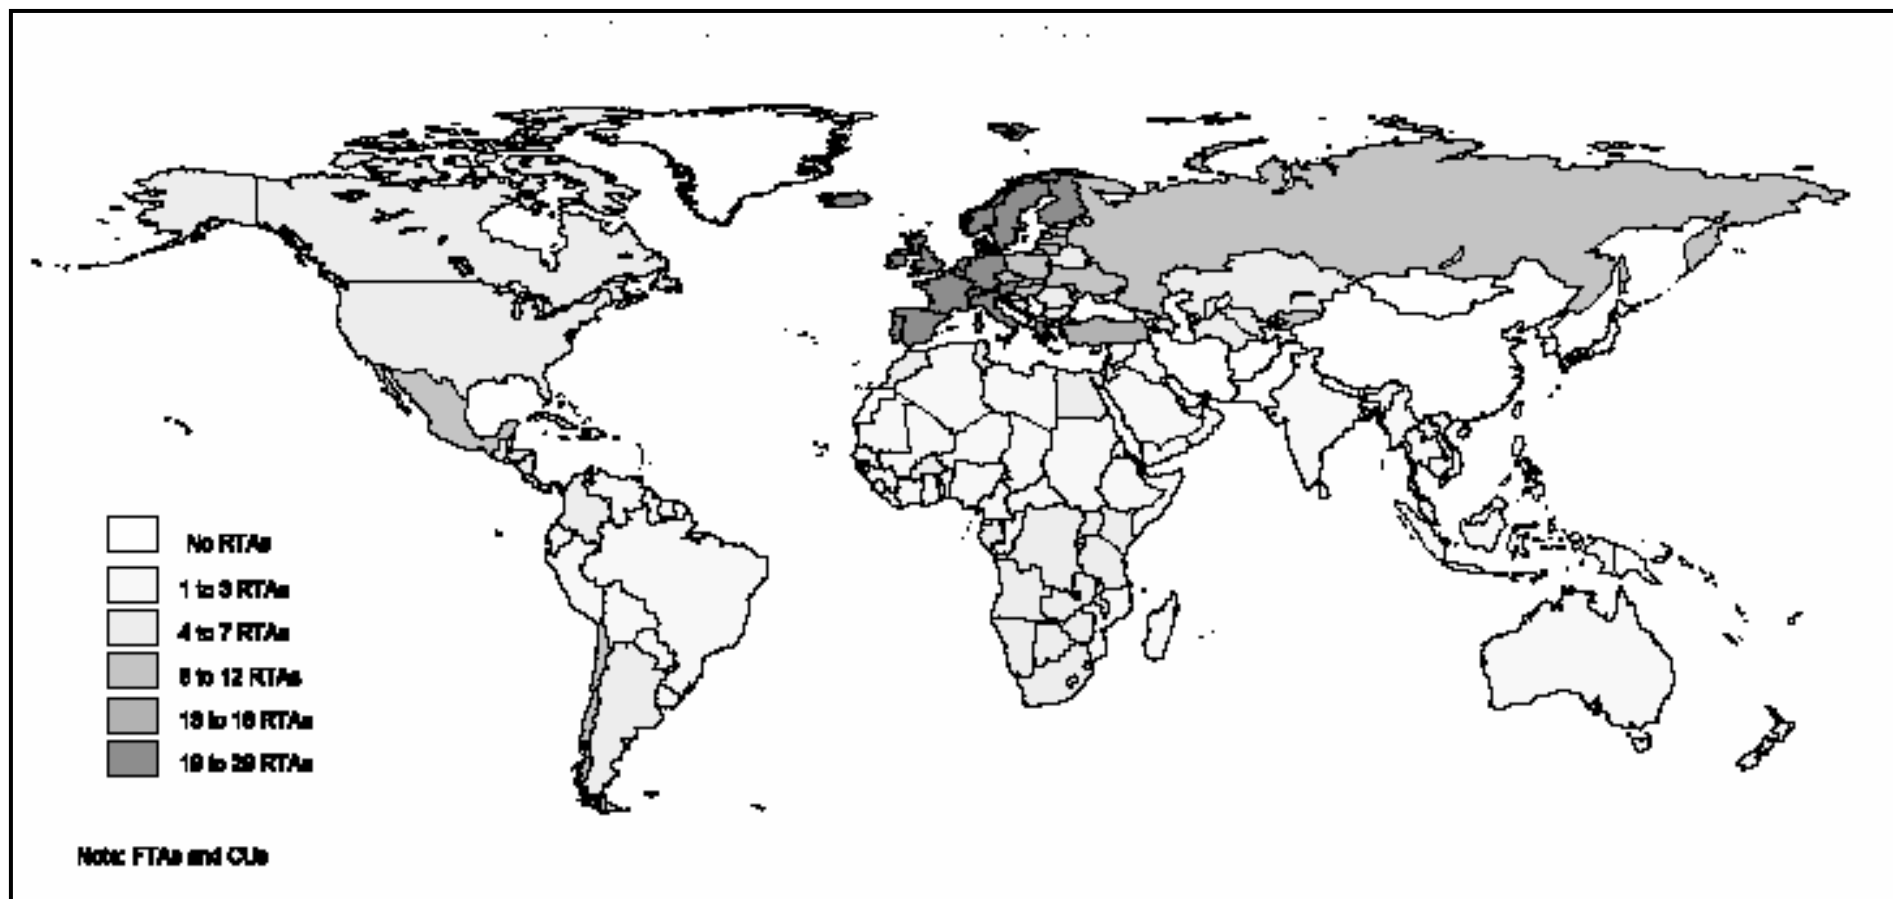 No RTAs
1 to 3 RTAs
4 to 7 RTAs
8 to 12 RTAs
13 to 18 RTAs
19 to 29 RTAs
Note: FTAs and CUs